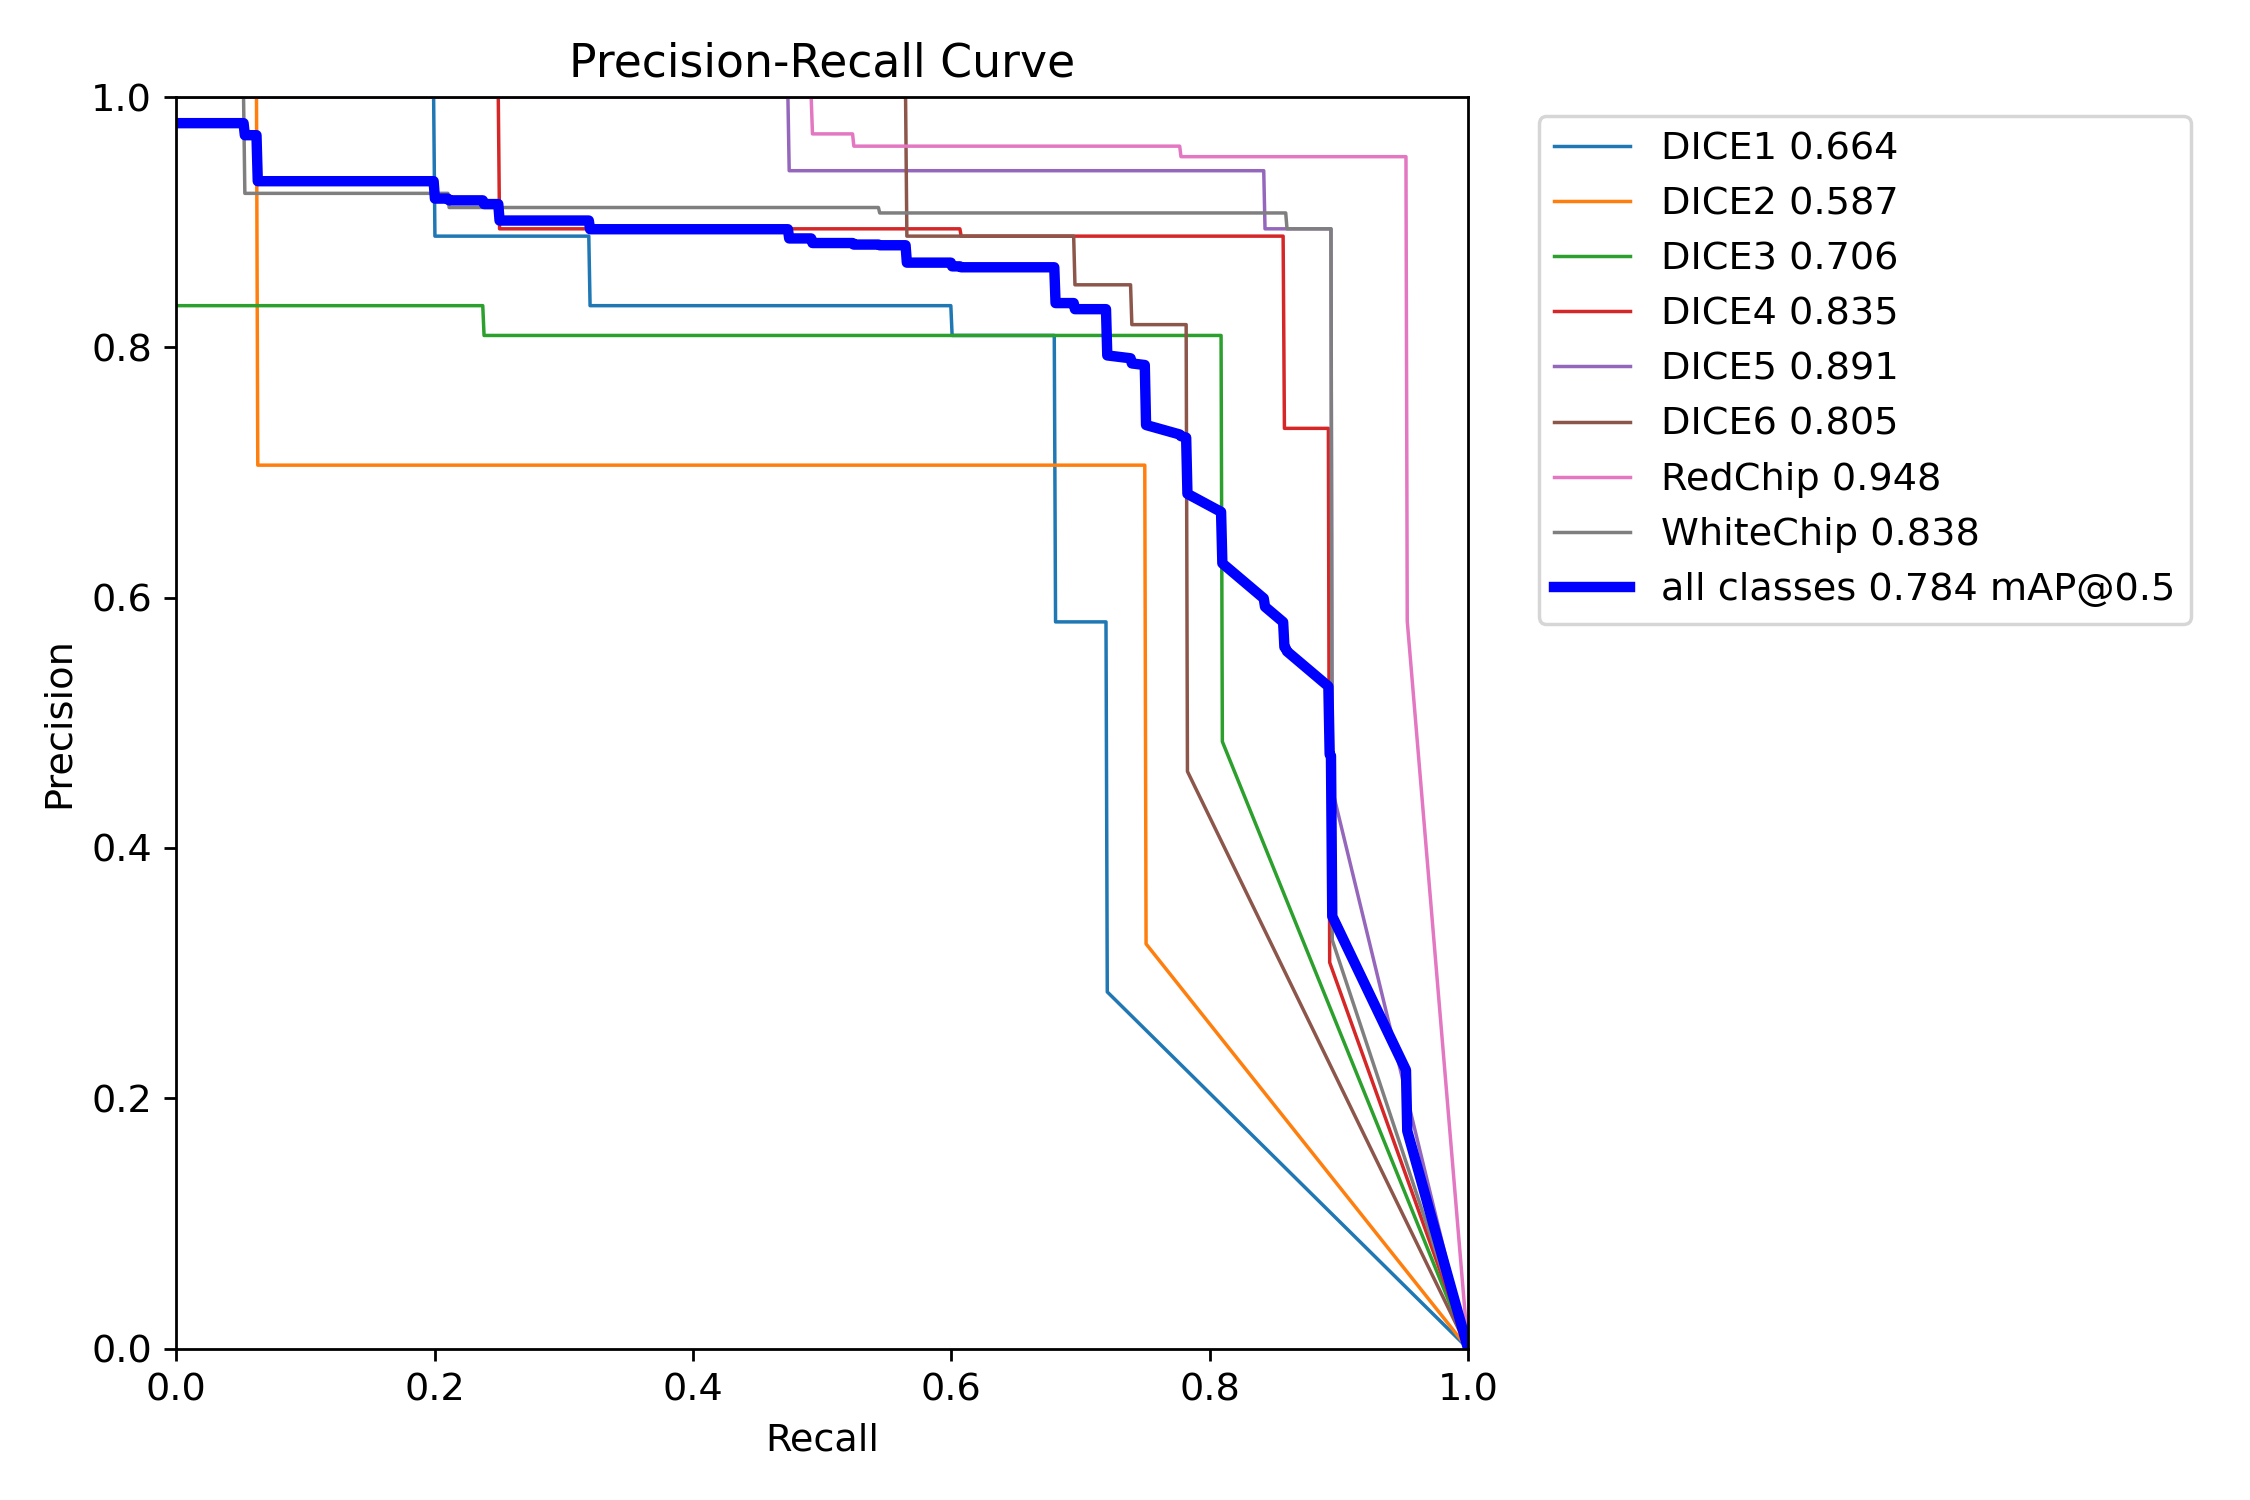 Precision-Recall Curve
1.0
0.8
0.6
0.4
0.2
0.0
Precision
0.0 0.2 0.4 0.6 0.8 1.0
Recall
DICE1 0.664
DICE2 0.587
DICE3 0.706
DICE4 0.835
DICE5 0.891
DICE6 0.805
RedChip 0.948
WhiteChip 0.838
all classes 0.784 mAP@0.5